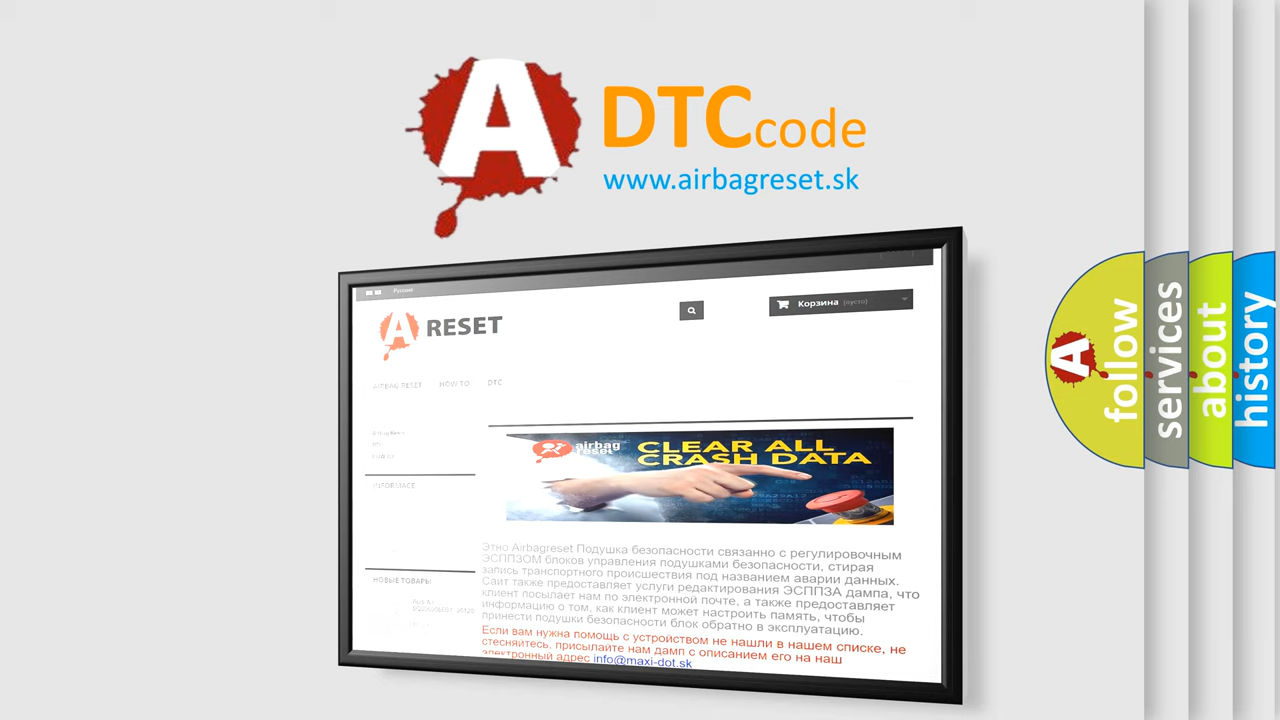 A DTCcode
www.airbagreset.sk
Русский
Корзина (пусто)
A RESET
AIRBAG RESET HOW TO DTC
INFORMACE
airbag reset
CLEAR ALL
CRASH DATA
Этно Airbagreset Подушка безопасности связанно с регулировочным
ЭСППЗОМ блоков управления подушками безопасности, стирая
запись транспортного происшествия под названием аварии данных.
Сайт также предоставляет услуги редактирования ЭСППЗА дампа, что
клиент посылает нам по электронной почте, а также предоставляет
информацию о том, как клиент может настроить память, чтобы
принести подушки безопасности блок обратно в эксплуатацию.
Если вам нужна помощь с устройством не нашли в нашем списке, не
стесняйтесь, присылайте нам дамп с описанием его на наш
электронный адрес info@maxi-dot.sk
НОВЫЕ ТОВАРЫ
A follow
services
about
history